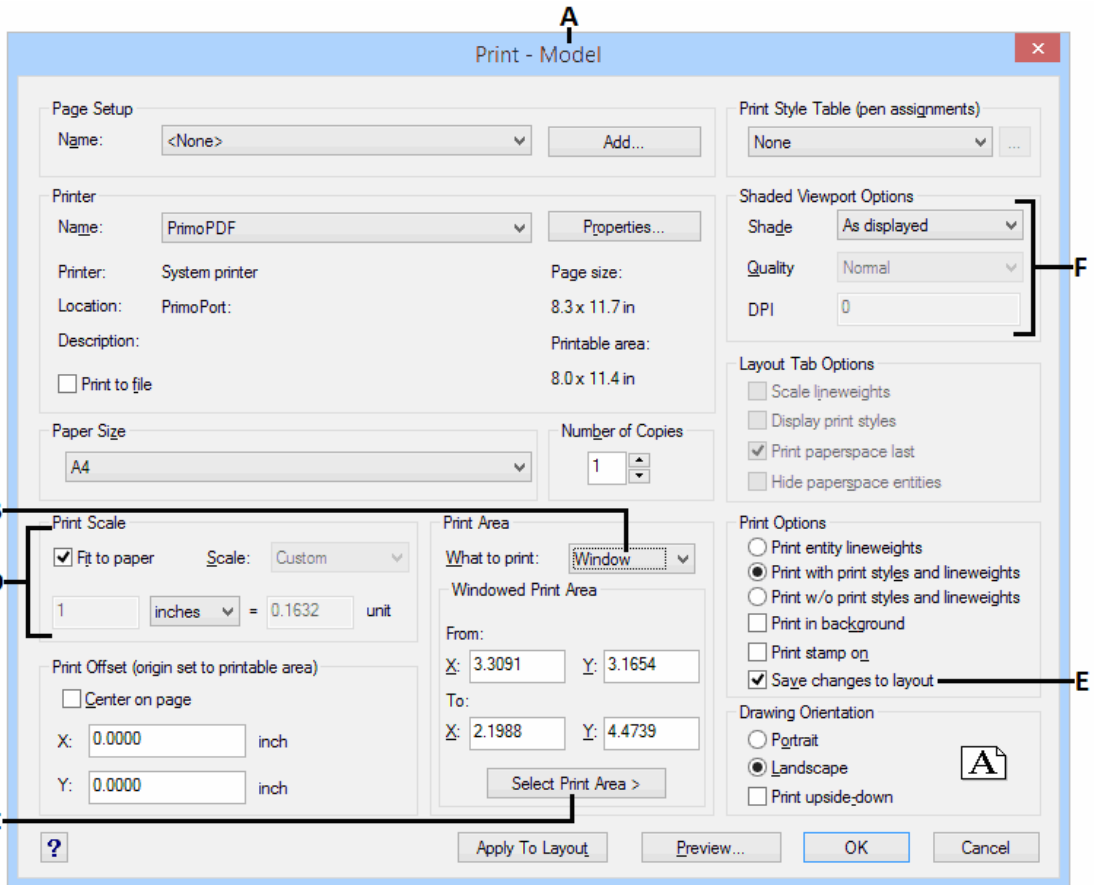 A
Print - Model
Page Setup
Name: <None> Add...
Print Style Table (pen assignments)
None ...
Printer
Name: PrimoPDF Properties...
Printer: System printer Page size:
Location: PrimoPort: 8.3 x 11.7 in
Description: Printable area:
Print to file 8.0 x 11.4 in
Shaded Viewport Options
Shade As displayed
Quality Normal
DPI 0
F
Layout Tab Options
Scale lineweights
Display print styles
Print paperspace last
Hide paperspace entities
Paper Size
A4
Number of Copies
1
Print Scale
Fit to paper Scale: Custom
1 inches = 0.1632 unit
Print Area
What to print: Window
Windowed Print Area
From:
X: 3.3091 Y: 3.1654
To:
X: 2.1988 Y: 4.4739
Select Print Area >
Print Options
Print entity lineweights
Print with print styles and lineweights
Print w/o print styles and lineweights
Print in background
Print stamp on
Save changes to layout
E
Print Offset (origin set to printable area)
Center on page
X: 0.0000 inch
Y: 0.0000 inch
Drawing Orientation
Portrait
Landscape
Print upside-down
A
? Apply To Layout Preview... OK Cancel